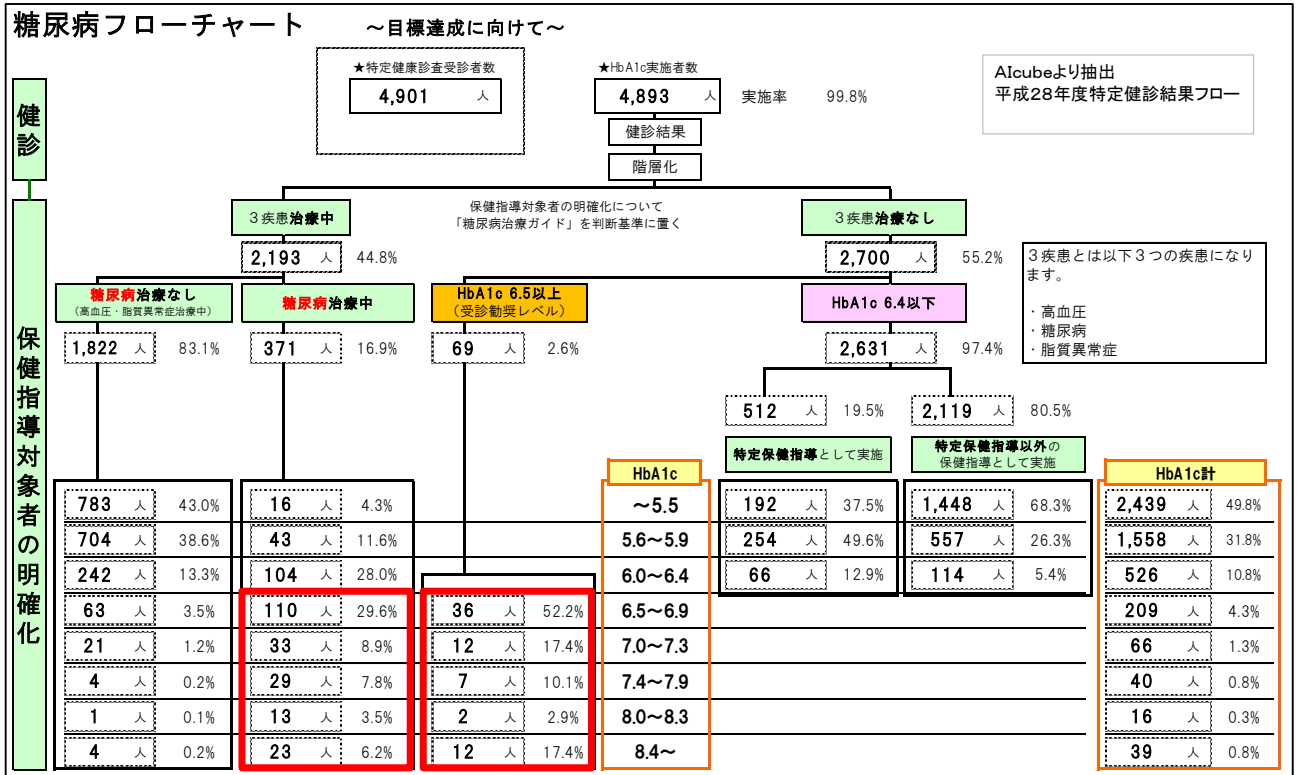 糖尿病フローチャート ～目標達成に向けて～
★特定健康診査受診者数
4,901 人
★HbA1c実施者数
4,893 人 実施率 99.8%
AIcubeより抽出
平成28年度特定健診結果フロー
健診
健診結果
階層化
保健指導対象者の明確化について
「糖尿病治療ガイド」を判断基準に置く
3疾患治療中
2,193 人 44.8%
3疾患治療なし
2,700 人 55.2%
3疾患とは以下3つの疾患になり
ます。
・高血圧
・糖尿病
・脂質異常症
保健指導対象者の明確化
糖尿病治療なし
(高血圧・脂質異常症治療中)
1,822 人 83.1%
糖尿病治療中
371 人 16.9%
HbA1c 6.5以上
(受診勧奨レベル)
69 人 2.6%
HbA1c 6.4以下
2,631 人 97.4%
512 人 19.5%
2,119 人 80.5%
特定保健指導として実施
特定保健指導以外の
保健指導として実施
HbA1c
HbA1c計
783 人 43.0% 16 人 4.3% ～5.5 192 人 37.5% 1,448 人 68.3% 2,439 人 49.8%
704 人 38.6% 43 人 11.6% 5.6～5.9 254 人 49.6% 557 人 26.3% 1,558 人 31.8%
242 人 13.3% 104 人 28.0% 6.0～6.4 66 人 12.9% 114 人 5.4% 526 人 10.8%
63 人 3.5% 110 人 29.6% 36 人 52.2% 6.5～6.9 209 人 4.3%
21 人 1.2% 33 人 8.9% 12 人 17.4% 7.0～7.3 66 人 1.3%
4 人 0.2% 29 人 7.8% 7 人 10.1% 7.4～7.9 40 人 0.8%
1 人 0.1% 13 人 3.5% 2 人 2.9% 8.0～8.3 16 人 0.3%
4 人 0.2% 23 人 6.2% 12 人 17.4% 8.4～ 39 人 0.8%